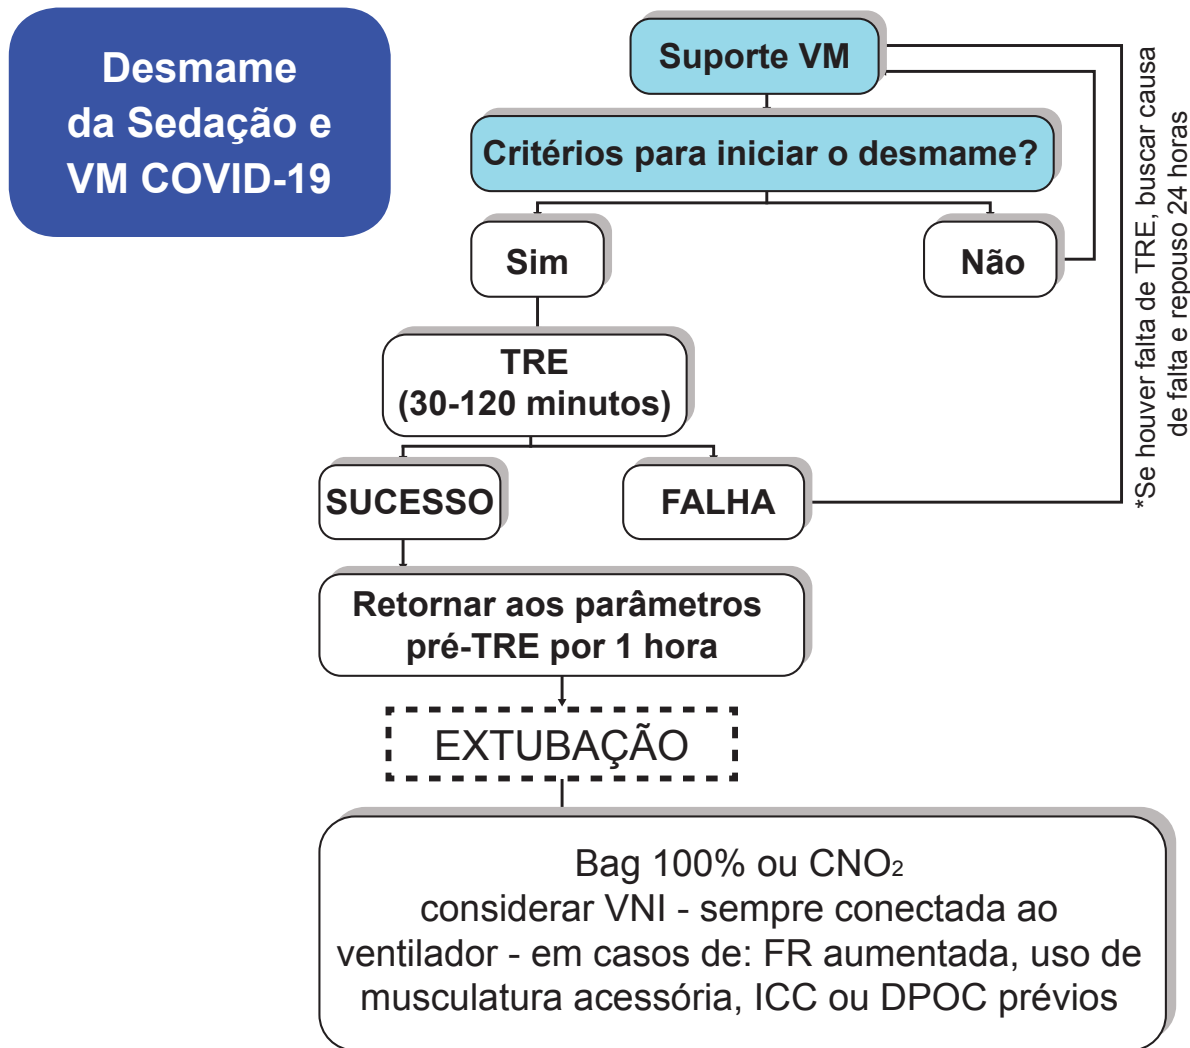 Desmame
da Sedação e
VM COVID-19
Suporte VM
Critérios para iniciar o desmame?
Sim
Não
TRE
(30-120 minutos)
SUCESSO
FALHA
*Se houver falta de TRE, buscar causa
de falta e repouso 24 horas
Retornar aos parâmetros
pré-TRE por 1 hora
EXTUBAÇÃO
Bag 100% ou CNO₂
considerar VNI - sempre conectada ao
ventilador - em casos de: FR aumentada, uso de
musculatura acessória, ICC ou DPOC prévios